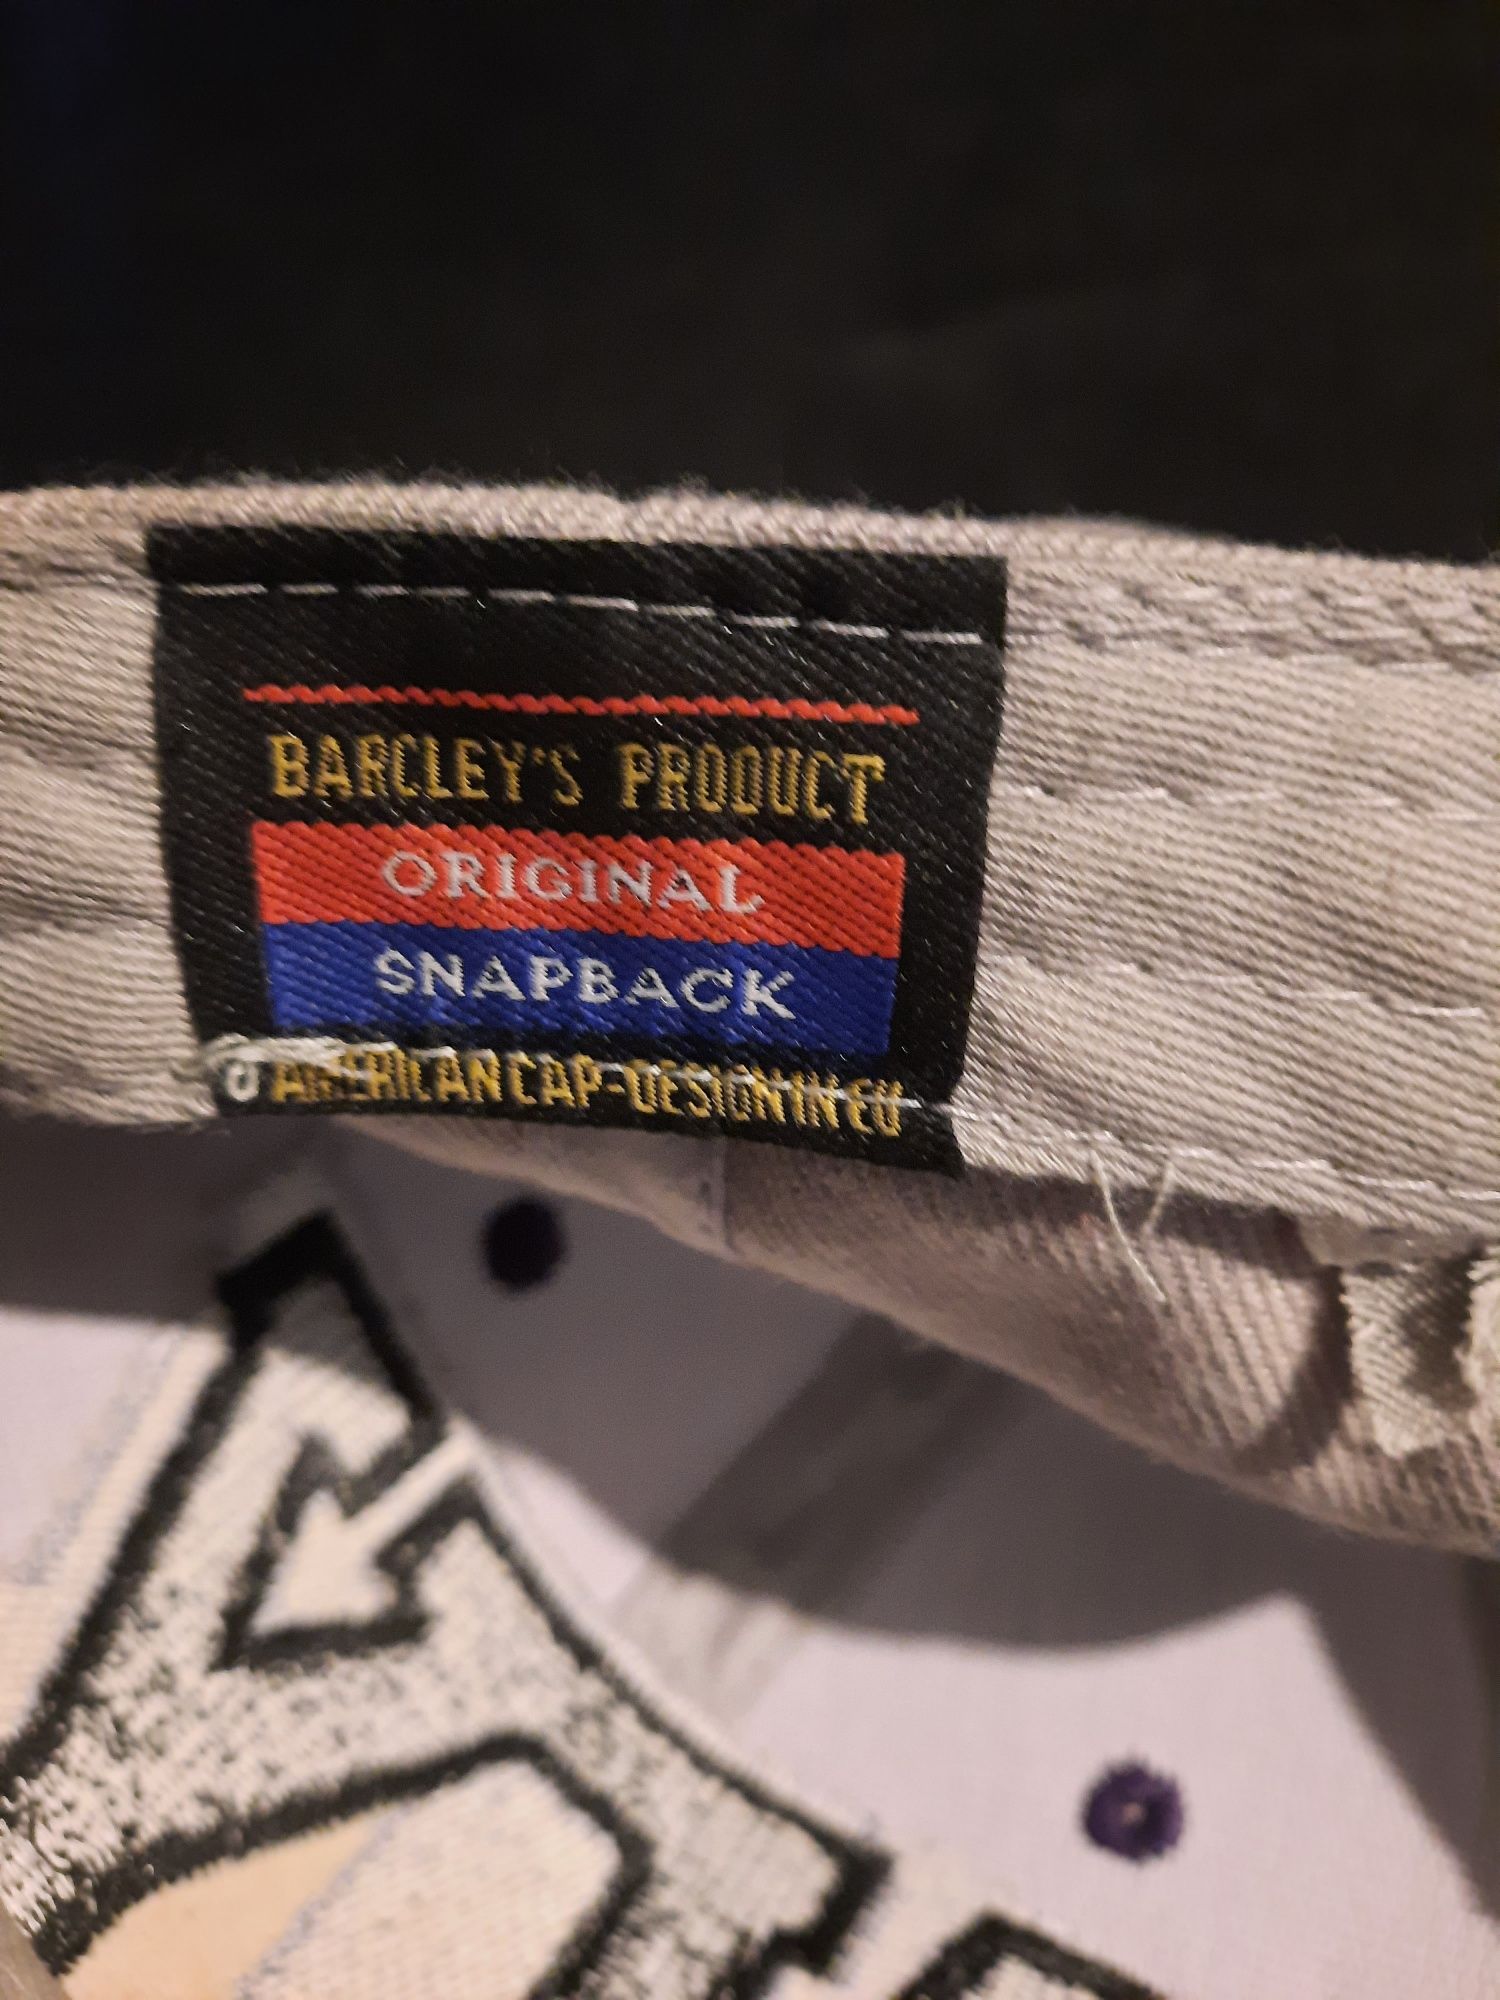 BARCLEY'S PRODUCT
ORIGINAL
SNAPBACK
AMERICAN CAP-DESIGN IN EU